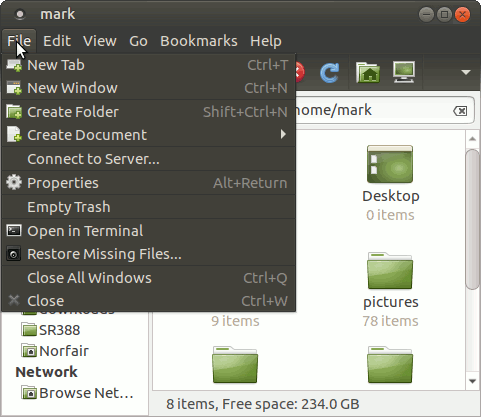 mark
File Edit View Go Bookmarks Help
New Tab Ctrl+T
New Window Ctrl+N
Create Folder Shift+Ctrl+N
Create Document
Connect to Server...
Properties Alt+Return
Empty Trash
Open in Terminal
Restore Missing Files...
Close All Windows Ctrl+Q
Close Ctrl+W
home/mark
Desktop
0 items
pictures
9 items 78 items
SR388
Norfair
Network
Browse Net...
8 items, Free space: 234.0 GB